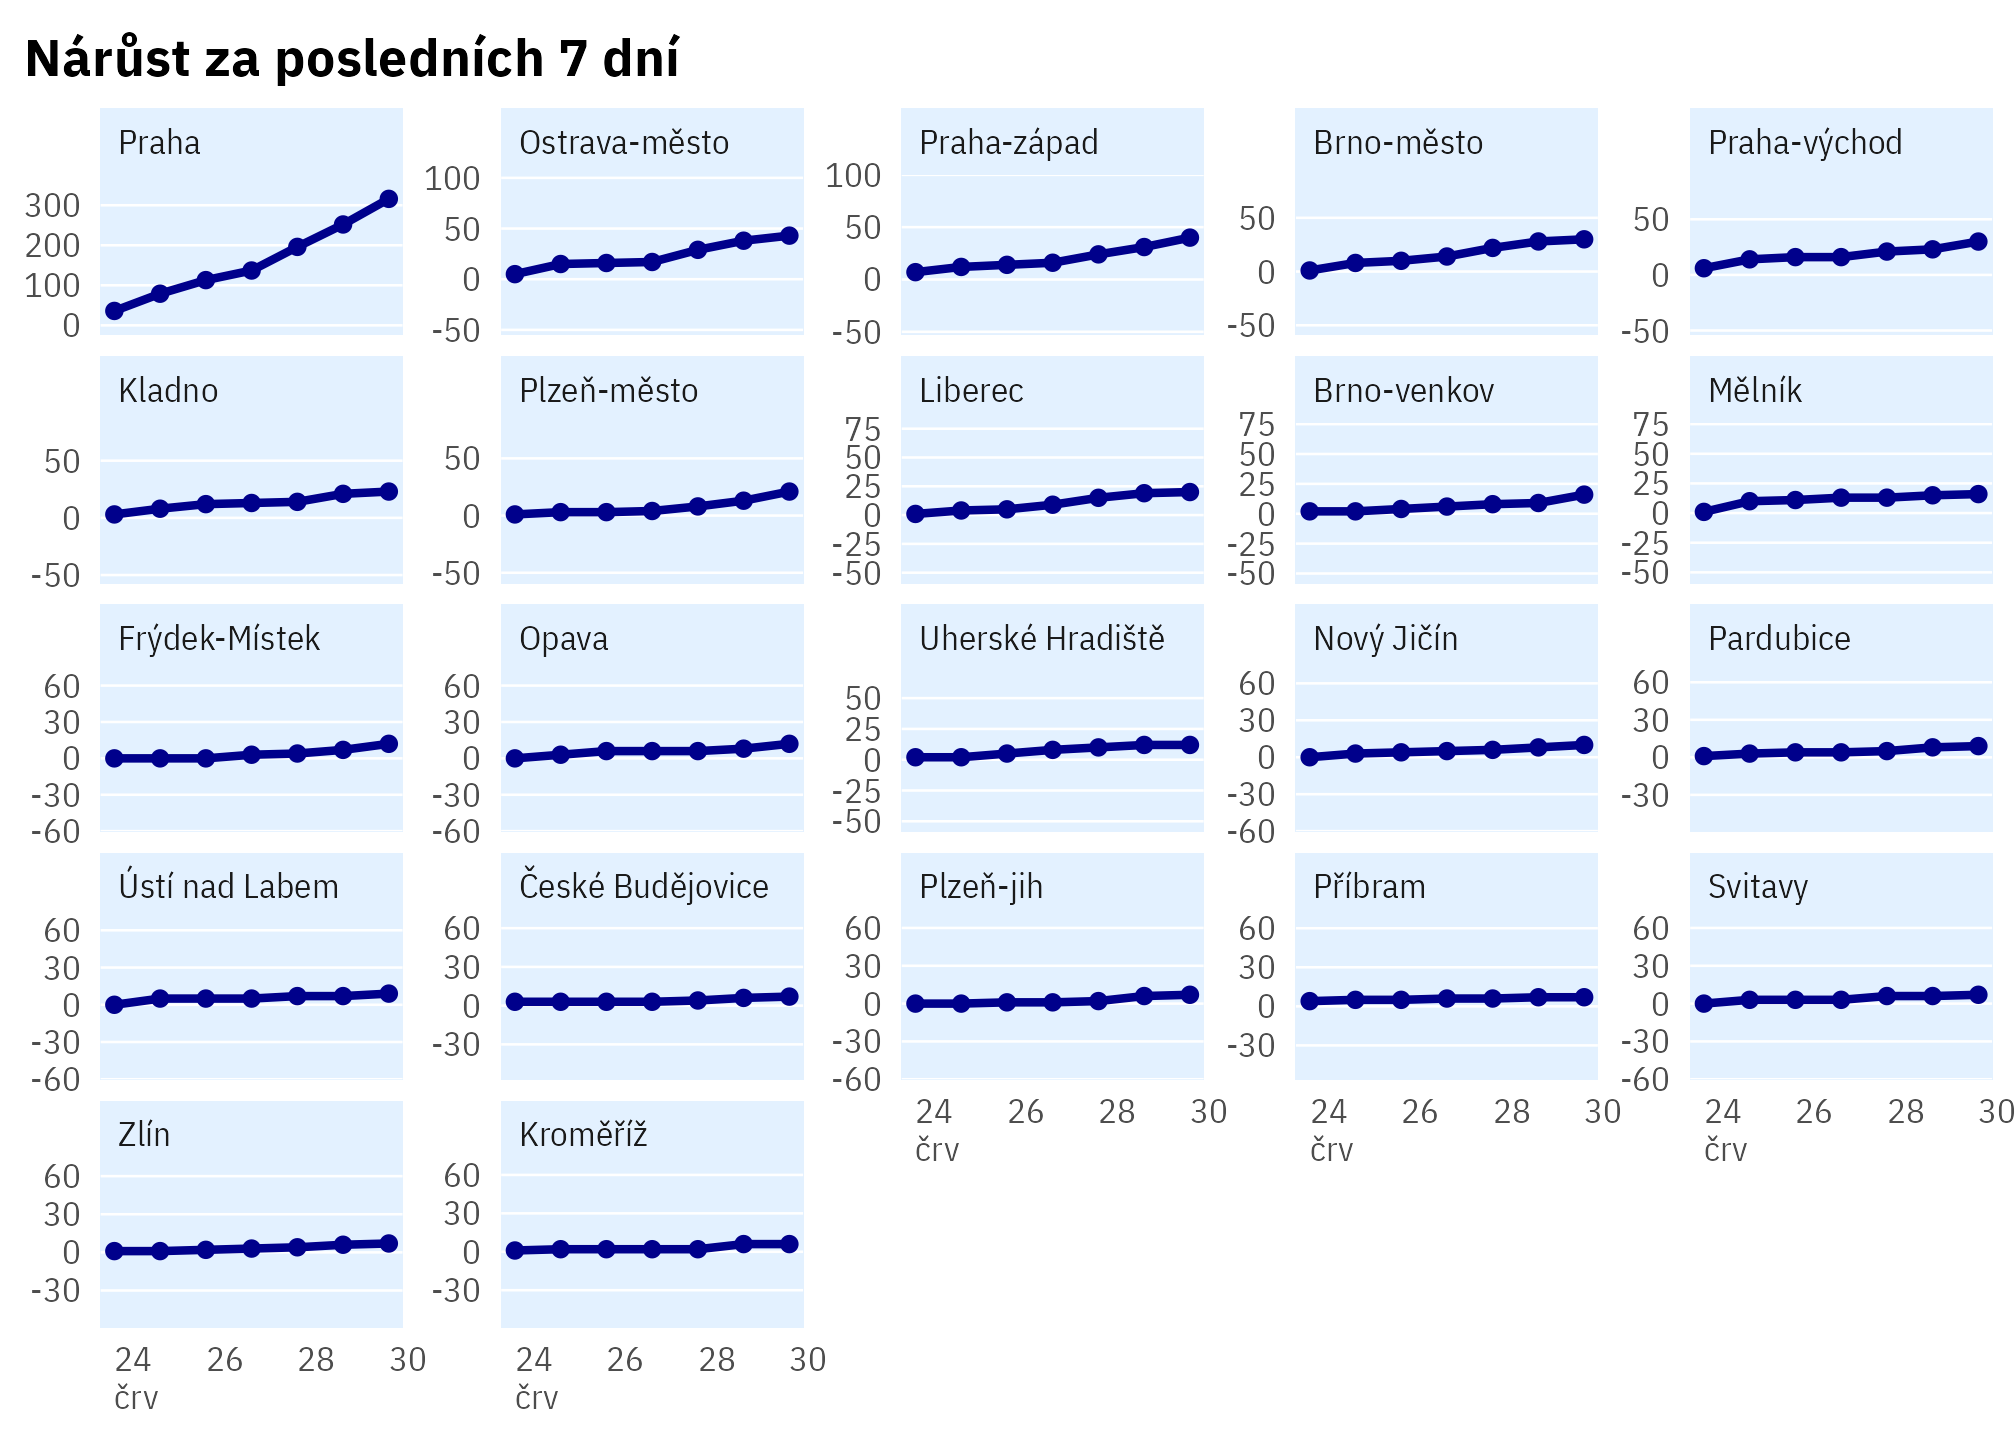 Nárůst za posledních 7 dní
Praha
300
200
100
0
Ostrava-město
100
50
0
-50
Praha-západ
100
50
0
-50
Brno-město
50
0
-50
Praha-východ
50
0
-50
Kladno
50
0
-50
Plzeň-město
50
0
-50
Liberec
75
50
25
0
-25
-50
Brno-venkov
75
50
25
0
-25
-50
Mělník
75
50
25
0
-25
-50
Frýdek-Místek
60
30
0
-30
-60
Opava
60
30
0
-30
-60
Uherské Hradiště
50
25
0
-25
-50
Nový Jičín
60
30
0
-30
-60
Pardubice
60
30
0
-30
Ústí nad Labem
60
30
0
-30
-60
České Budějovice
60
30
0
-30
Plzeň-jih
60
30
0
-30
-60
24 26 28 30
črv
Příbram
60
30
0
-30
24 26 28 30
črv
Svitavy
60
30
0
-30
-60
24 26 28 30
črv
Zlín
60
30
0
-30
24 26 28 30
črv
Kroměříž
60
30
0
-30
24 26 28 30
črv